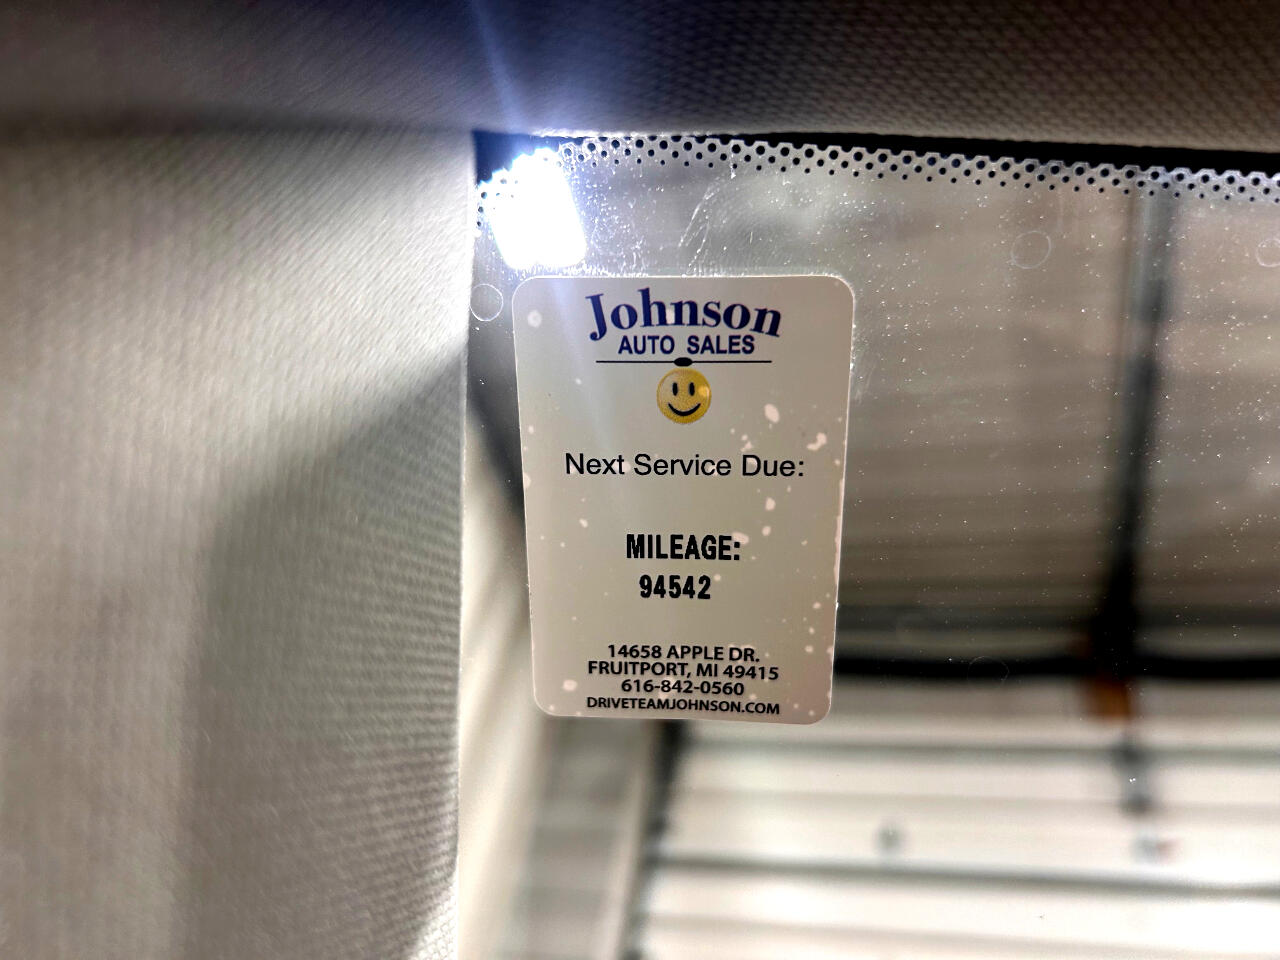 Johnson
AUTO SALES
Next Service Due:
MILEAGE:
94542
14658 APPLE DR.
FRUITPORT, MI 49415
616-842-0560
DRIVETEAMJOHNSON.COM